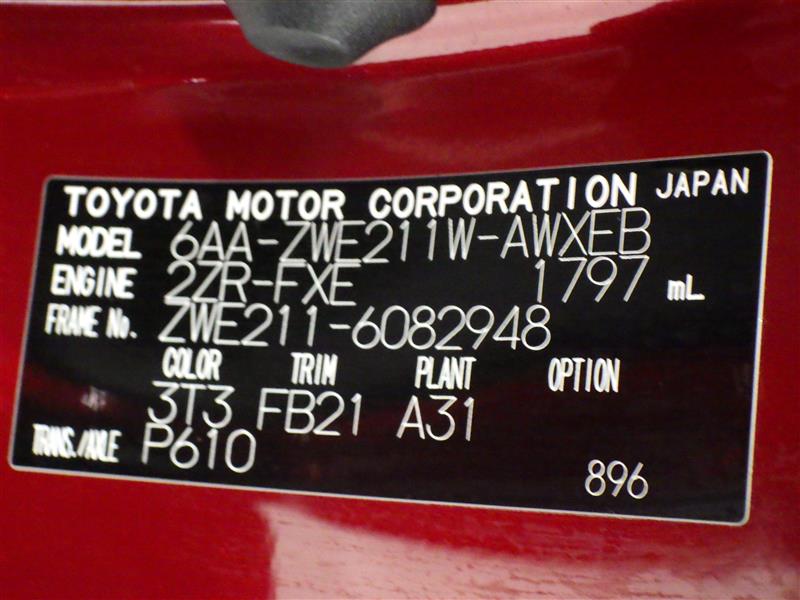 TOYOTA MOTOR CORPORATION JAPAN
MODEL 6AA-ZWE211W-AWXEB
ENGINE 2ZR-FXE 1797 mL
FRAME No. ZWE211-6082948
COLOR TRIM PLANT OPTION
3T3 FB21 A31
TRANS./AXLE P610
896